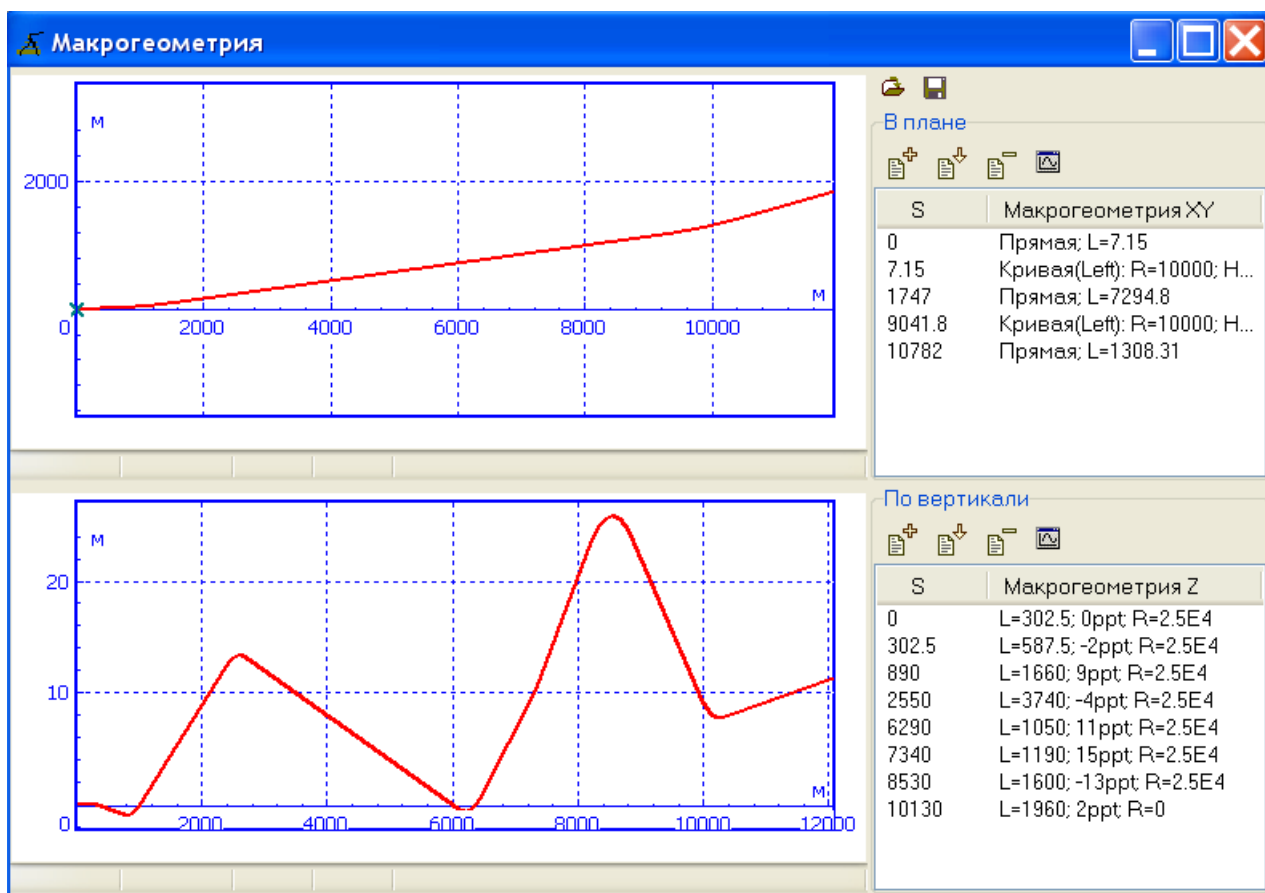 Макрогеометрия
м
2000
м
0 2000 4000 6000 8000 10000
В плане
S Макрогеометрия XY
0 Прямая; L=7.15
7.15 Кривая(Left): R=10000; H...
1747 Прямая; L=7294.8
9041.8 Кривая(Left): R=10000; H...
10782 Прямая; L=1308.31
м
20
10
м
0 2000 4000 6000 8000 10000 12000
По вертикали
S Макрогеометрия Z
0 L=302.5; 0ppt; R=2.5E4
302.5 L=587.5; -2ppt; R=2.5E4
890 L=1660; 9ppt; R=2.5E4
2550 L=3740; -4ppt; R=2.5E4
6290 L=1050; 11ppt; R=2.5E4
7340 L=1190; 15ppt; R=2.5E4
8530 L=1600; -13ppt; R=2.5E4
10130 L=1960; 2ppt; R=0